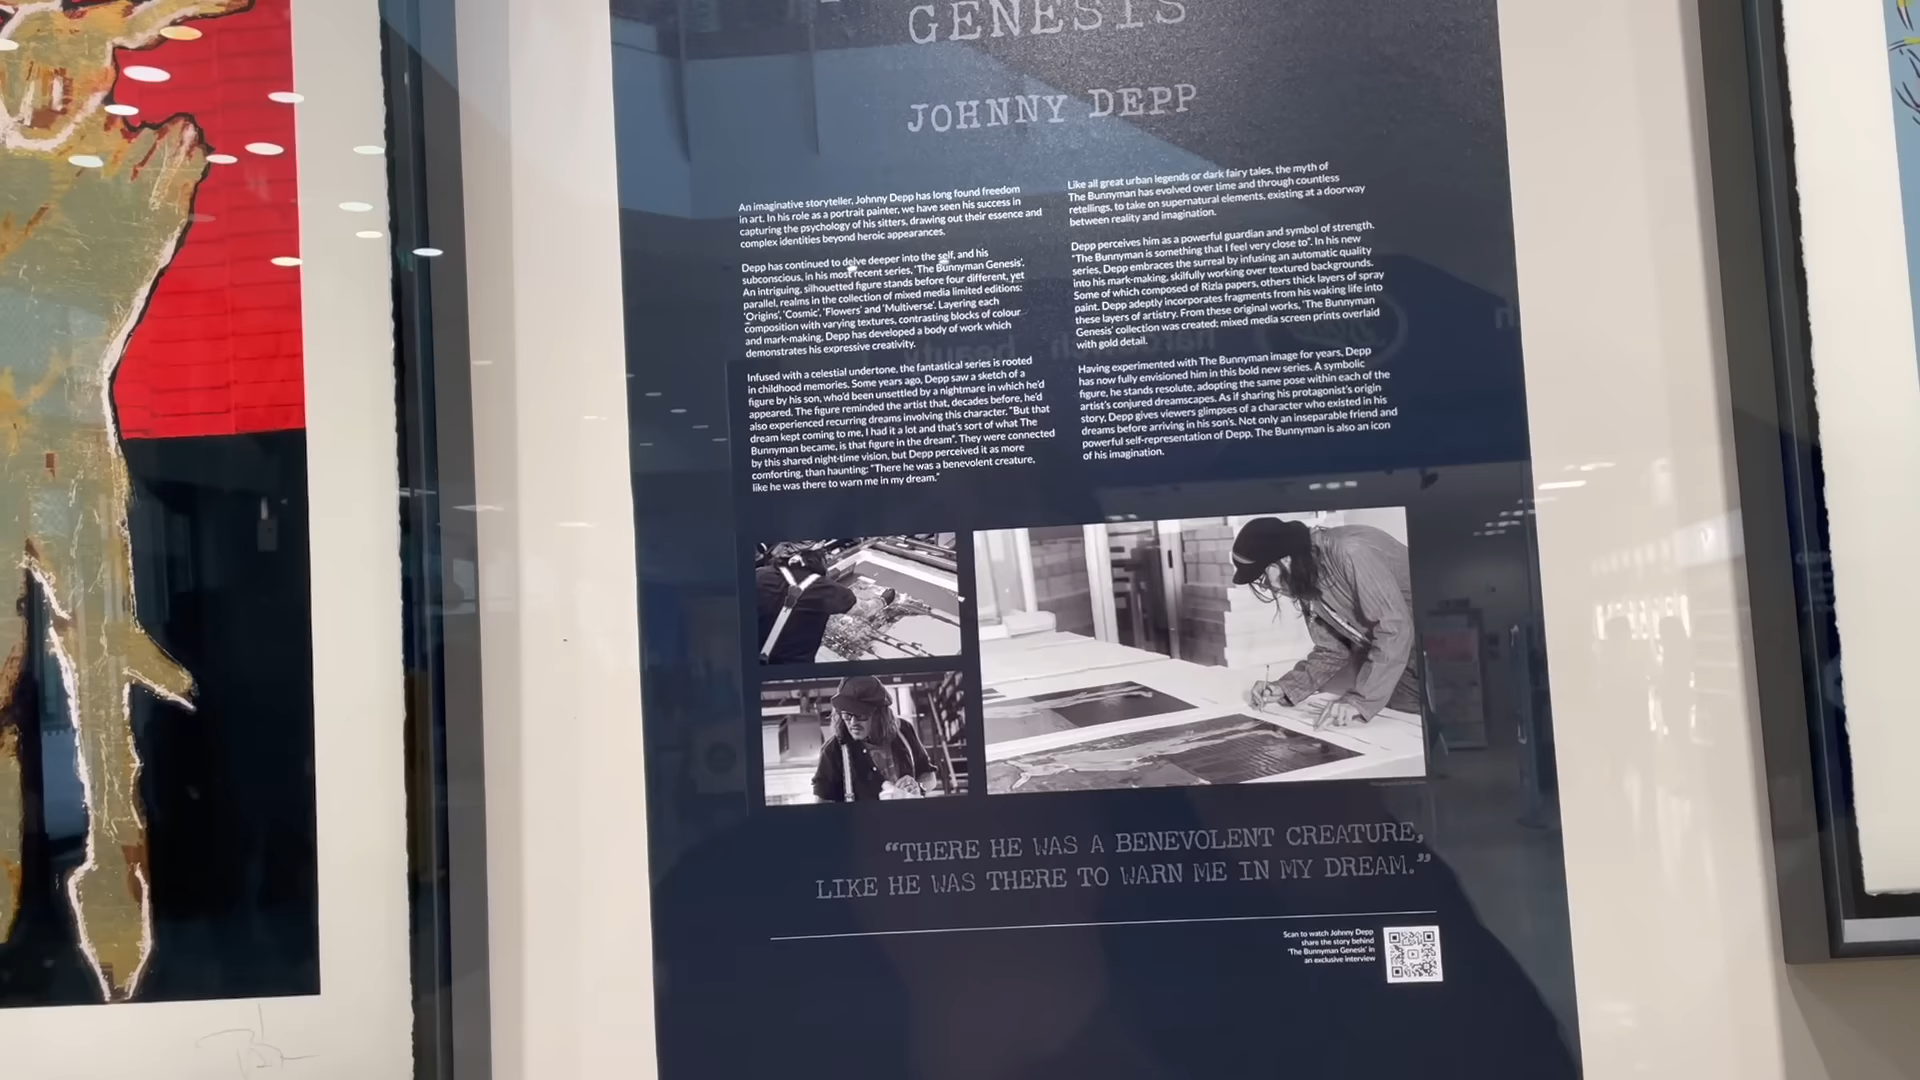 GENESIS
JOHNNY DEPP
An imaginative storyteller, Johnny Depp has long found freedom
in art. In his role as a portrait painter, we have seen his success in
capturing the psychology of his sitters, drawing out their essence and
complex identities beyond heroic appearances.
Depp has continued to delve deeper into the self, and his
subconscious, in his most recent series, 'The Bunnyman Genesis'.
An intriguing, silhouetted figure stands before four different, yet
parallel, realms in the collection of mixed media limited editions:
'Origins', 'Cosmic', 'Flowers' and 'Multiverse'. Layering each
composition with varying textures, contrasting blocks of colour
and mark-making, Depp has developed a body of work which
demonstrates his expressive creativity.
Infused with a celestial undertone, the fantastical series is rooted
in childhood memories. Some years ago, Depp saw a sketch of a
figure by his son, who'd been unsettled by a nightmare in which he'd
appeared. The figure reminded the artist that, decades before, he'd
also experienced recurring dreams involving this character. "But that
dream kept coming to me, I had it a lot and that's sort of what The
Bunnyman became, is that figure in the dream". They were connected
by this shared night-time vision, but Depp perceived it as more
comforting, than haunting: "There he was a benevolent creature,
like he was there to warn me in my dream."
Like all great urban legends or dark fairy tales, the myth of
The Bunnyman has evolved over time and through countless
retellings, to take on supernatural elements, existing at a doorway
between reality and imagination.
Depp perceives him as a powerful guardian and symbol of strength.
"The Bunnyman is something that I feel very close to". In his new
series, Depp embraces the surreal by infusing an automatic quality
into his mark-making, skilfully working over textured backgrounds.
Some of which composed of Rizla papers, others thick layers of spray
paint. Depp adeptly incorporates fragments from his waking life into
these layers of artistry. From these original works, 'The Bunnyman
Genesis' collection was created; mixed media screen prints overlaid
with gold detail.
Having experimented with The Bunnyman image for years, Depp
has now fully envisioned him in this bold new series. A symbolic
figure, he stands resolute, adopting the same pose within each of the
artist's conjured dreamscapes. As if sharing his protagonist's origin
story, Depp gives viewers glimpses of a character who existed in his
dreams before arriving in his son's. Not only an inseparable friend and
powerful self-representation of Depp, The Bunnyman is also an icon
of his imagination.
"THERE HE WAS A BENEVOLENT CREATURE,
LIKE HE WAS THERE TO WARN ME IN MY DREAM."
Scan to watch Johnny Depp
share the story behind
'The Bunnyman Genesis' in
an exclusive interview